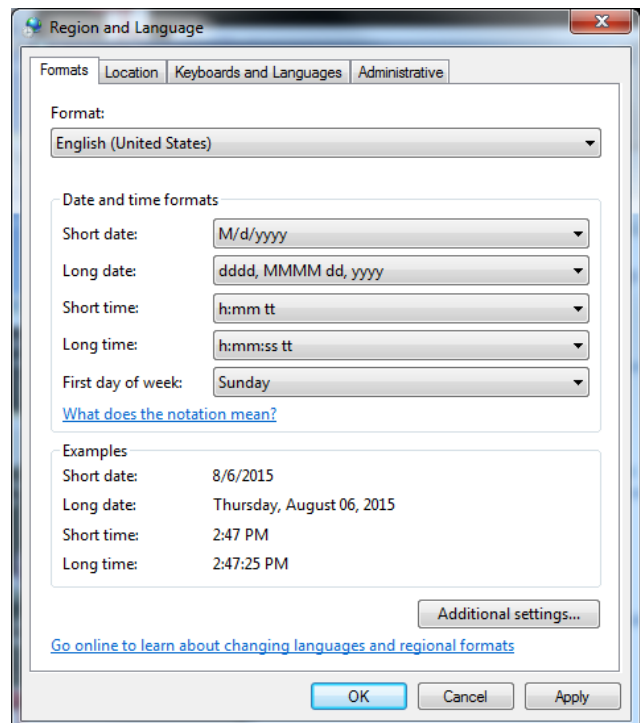 Region and Language
Formats Location Keyboards and Languages Administrative
Format:
English (United States)
Date and time formats
Short date: M/d/yyyy
Long date: dddd, MMMM dd, yyyy
Short time: h:mm tt
Long time: h:mm:ss tt
First day of week: Sunday
What does the notation mean?
Examples
Short date: 8/6/2015
Long date: Thursday, August 06, 2015
Short time: 2:47 PM
Long time: 2:47:25 PM
Additional settings...
Go online to learn about changing languages and regional formats
OK Cancel Apply